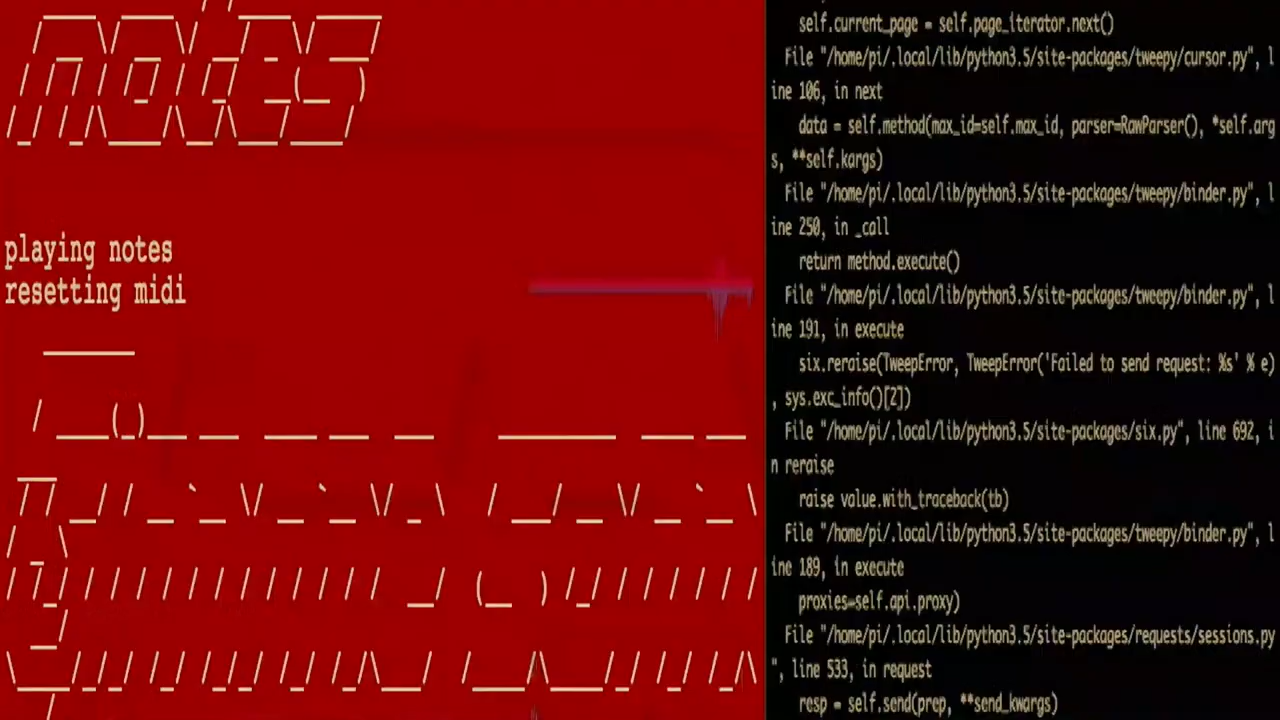 notes
playing notes
resetting midi
self.current_page = self.page_iterator.next()
File "/home/pi/.local/lib/python3.5/site-packages/tweepy/cursor.py", l
ine 106, in next
data = self.method(max_id=self.max_id, parser=RawParser(), *self.arg
s, **self.kargs)
File "/home/pi/.local/lib/python3.5/site-packages/tweepy/binder.py", l
ine 250, in _call
return method.execute()
File "/home/pi/.local/lib/python3.5/site-packages/tweepy/binder.py", l
ine 191, in execute
six.reraise(TweepError, TweepError('Failed to send request: %s' % e)
, sys.exc_info()[2])
File "/home/pi/.local/lib/python3.5/site-packages/six.py", line 692, i
n reraise
raise value.with_traceback(tb)
File "/home/pi/.local/lib/python3.5/site-packages/tweepy/binder.py", l
ine 189, in execute
proxies=self.api.proxy)
File "/home/pi/.local/lib/python3.5/site-packages/requests/sessions.py
", line 533, in request
resp = self.send(prep, **send_kwargs)